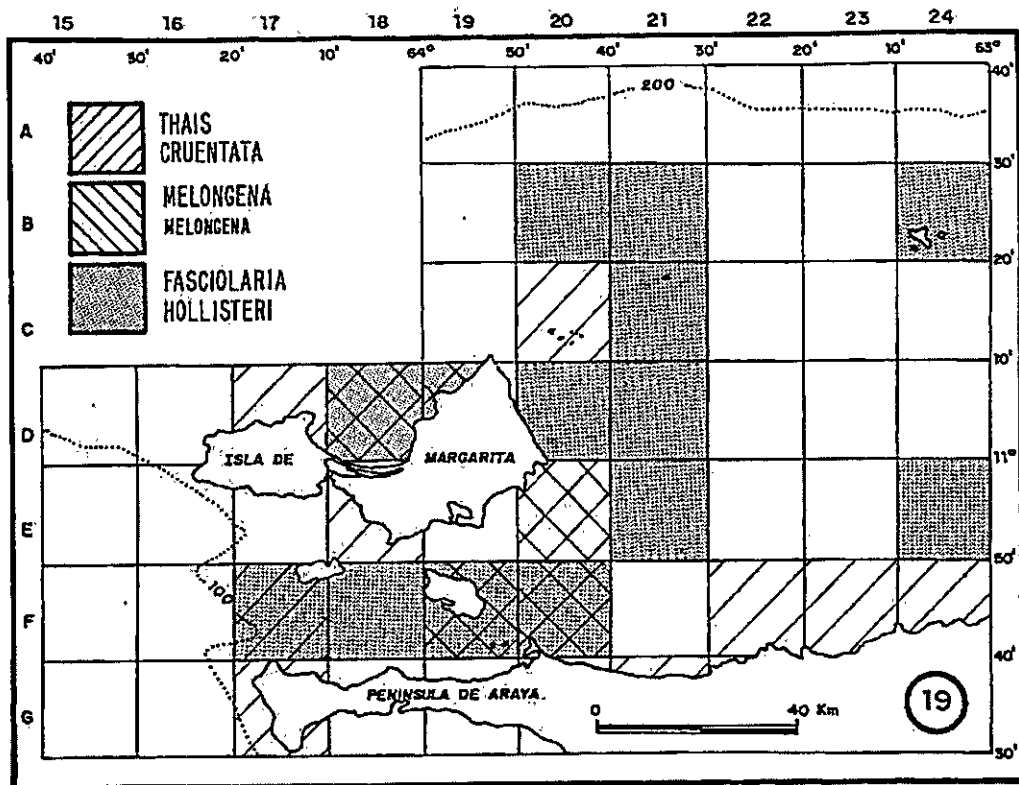 15 16 17 18 19 20 21 22 23 24
40' 30' 20' 10' 64° 50' 40' 30' 20' 10' 63°
40'
200
A
THAIS
CRUENTATA
30'
MELONGENA
MELONGENA
B
20'
FASCIOLARIA
HOLLISTERI
C
10'
D
ISLA DE MARGARITA
11°
E
50'
100
F
40'
PENINSULA DE ARAYA.
0 40 Km
19
G
30'